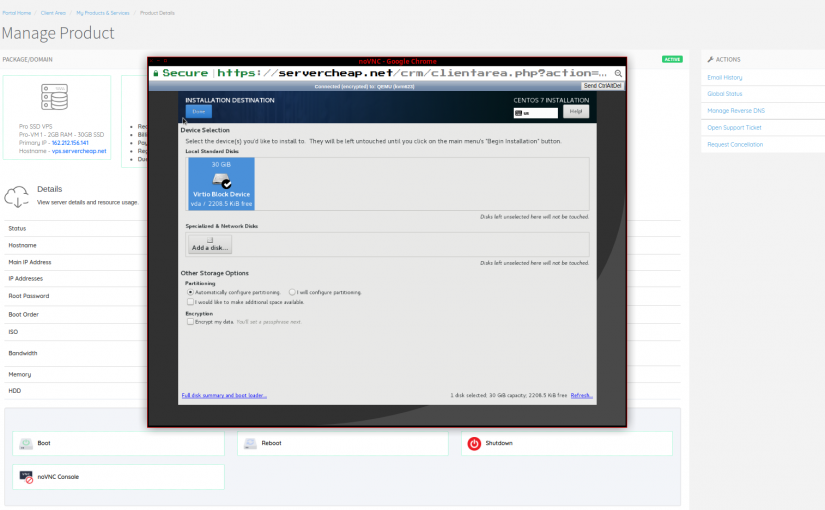 Portal Home / Client Area / My Products & Services / Product Details
Manage Product
PACKAGE/DOMAIN
ACTIVE
Pro SSD VPS
Pro-VM 1 - 2GB RAM - 30GB SSD
Primary IP - 162.212.156.141
Hostname - vps.servercheap.net
Details
View server details and resource usage.
Status
Hostname
Main IP Address
IP Addresses
Root Password
Boot Order
ISO
Bandwidth
Memory
HDD
noVNC - Google Chrome
Secure | https://servercheap.net/crm/clientarea.php?action=...
Connected (encrypted) to: QEMU
Send CtrlAltDel
INSTALLATION DESTINATION
CENTOS 7 INSTALLATION
Done
us
Help!
Device Selection
Select the device(s) you'd like to install to. They will be left untouched until you click on the main menu's "Begin Installation" button.
Local Standard Disks
30 GiB
Virtio Block Device
vda / 2208.5 KiB free
Disks left unselected here will not be touched.
Specialized & Network Disks
Add a disk...
Disks left unselected here will not be touched.
Other Storage Options
Partitioning
Automatically configure partitioning. I will configure partitioning.
I would like to make additional space available.
Encryption
Encrypt my data. You'll set a passphrase next.
Full disk summary and boot loader...
1 disk selected; 30 GiB capacity; 2208.5 KiB free Refresh...
Boot
Reboot
Shutdown
noVNC Console
ACTIONS
Email History
Global Status
Manage Reverse DNS
Open Support Ticket
Request Cancellation